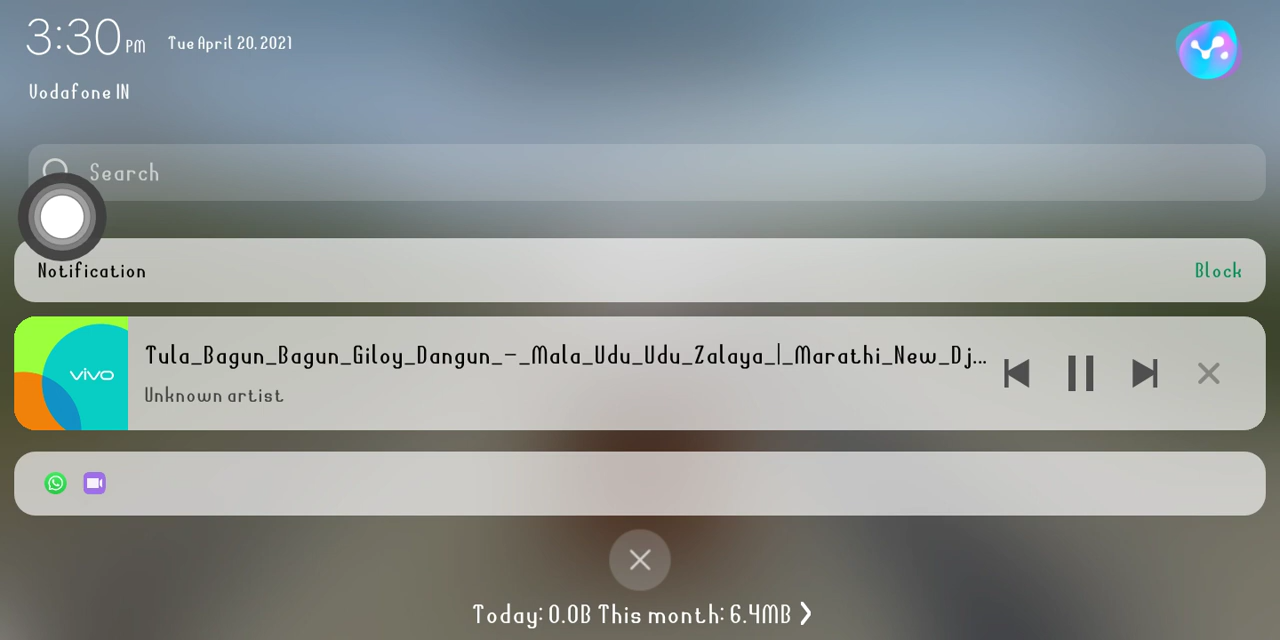 3:30 PM Tue April 20, 2021
Vodafone IN
Search
Notification Block
vivo
Tula_Bagun_Bagun_Giloy_Dangun_-_Mala_Udu_Udu_Zalaya_|_Marathi_New_Dj...
Unknown artist
Today: 0.0B This month: 6.4MB